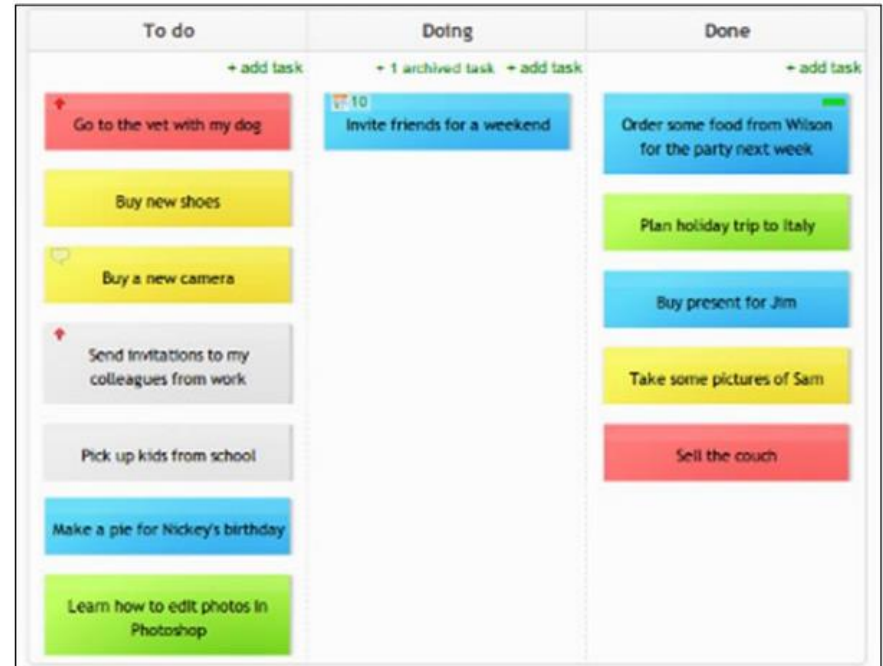 To do
Doing
Done
+ add task
+ 1 archived task + add task
+ add task
Go to the vet with my dog
Buy new shoes
Buy a new camera
Send invitations to my
colleagues from work
Pick up kids from school
Make a pie for Nickey's birthday
Learn how to edit photos in
Photoshop
10
Invite friends for a weekend
Order some food from Wilson
for the party next week
Plan holiday trip to Italy
Buy present for Jim
Take some pictures of Sam
Sell the couch